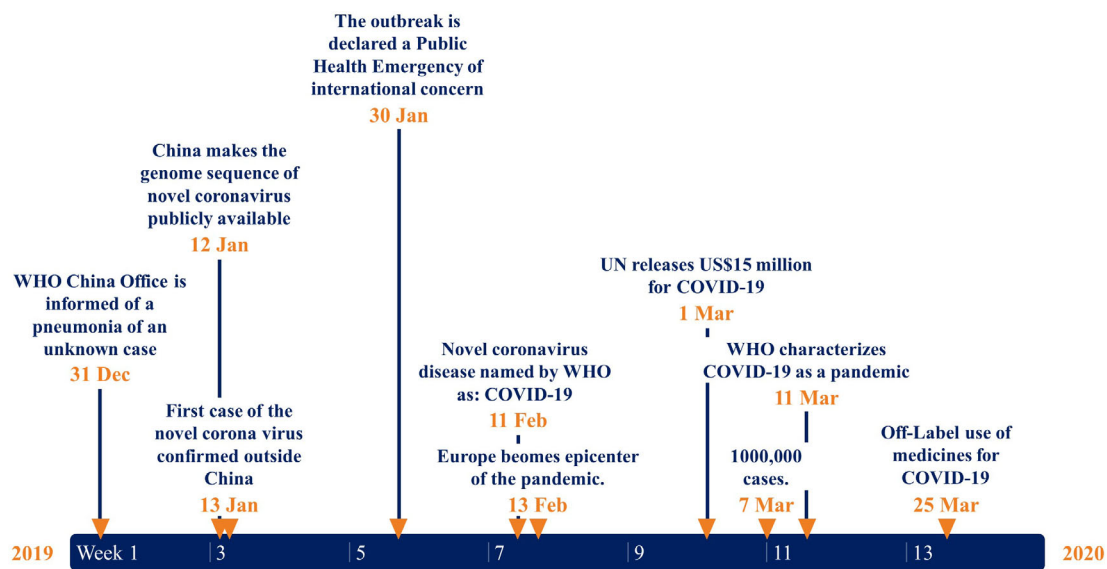 The outbreak is
declared a Public
Health Emergency of
international concern
30 Jan
China makes the
genome sequence of
novel coronavirus
publicly available
12 Jan
WHO China Office is
informed of a
pneumonia of an
unknown case
31 Dec
First case of the
novel corona virus
confirmed outside
China
13 Jan
Novel coronavirus
disease named by WHO
as: COVID-19
11 Feb
Europe becomes epicenter
of the pandemic.
13 Feb
UN releases US$15 million
for COVID-19
1 Mar
WHO characterizes
COVID-19 as a pandemic
11 Mar
1000,000
cases.
7 Mar
Off-Label use of
medicines for
COVID-19
25 Mar
2019 Week 1 3 5 7 9 11 13 2020